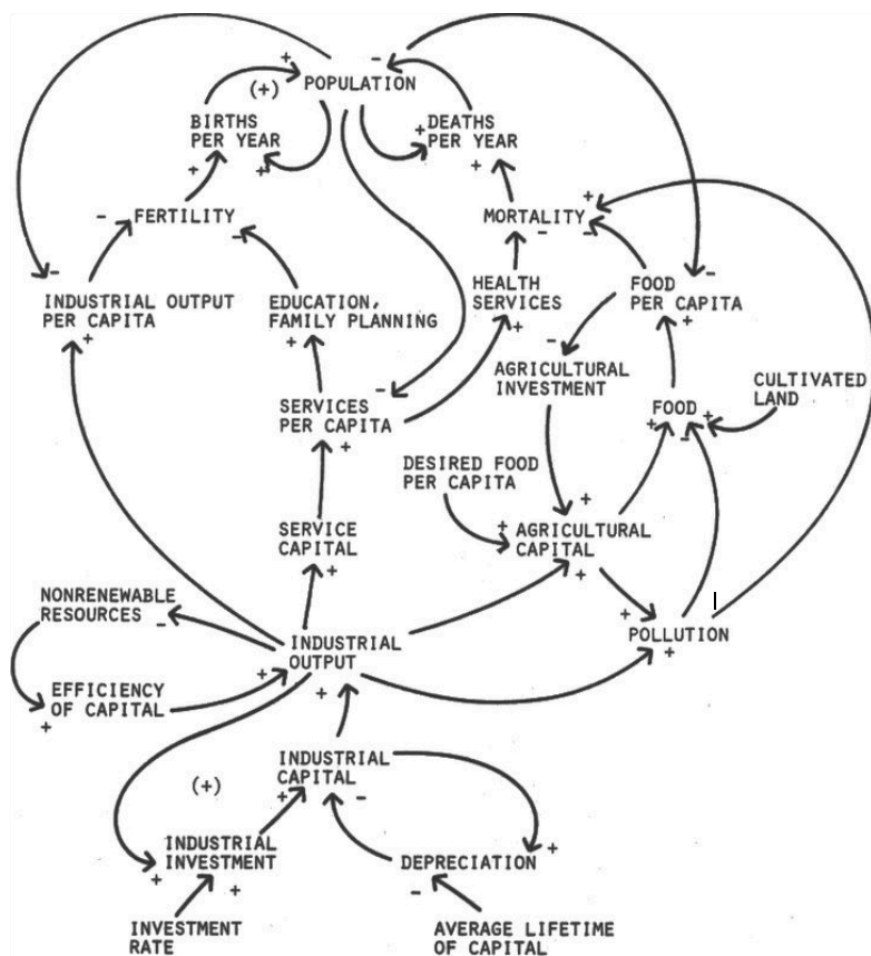 +
-
POPULATION
(+)
BIRTHS
PER YEAR
+
DEATHS
PER YEAR
+
+
+
-
FERTILITY
-
MORTALITY
+
-
-
-
INDUSTRIAL OUTPUT
PER CAPITA
+
EDUCATION,
FAMILY PLANNING
+
HEALTH
SERVICES
+
-
FOOD
PER CAPITA
+
-
AGRICULTURAL
INVESTMENT
CULTIVATED
LAND
-
SERVICES
PER CAPITA
+
FOOD
+
+
-
DESIRED FOOD
PER CAPITA
+
+
AGRICULTURAL
CAPITAL
+
SERVICE
CAPITAL
+
NONRENEWABLE
RESOURCES
-
+
POLLUTION
+
INDUSTRIAL
OUTPUT
+
+
EFFICIENCY
OF CAPITAL
+
INDUSTRIAL
CAPITAL
+
-
(+)
INDUSTRIAL
INVESTMENT
+
+
DEPRECIATION
+
-
INVESTMENT
RATE
AVERAGE LIFETIME
OF CAPITAL